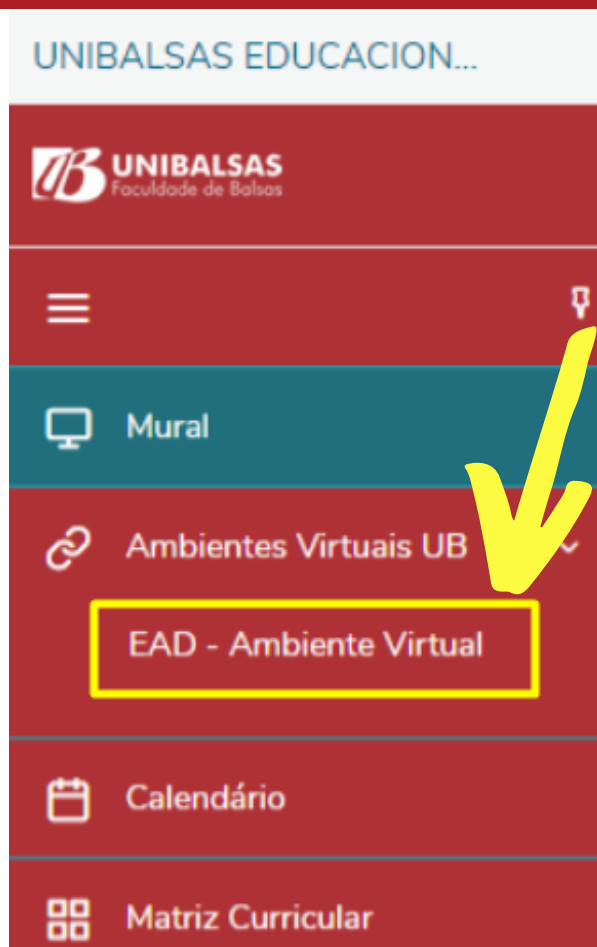 UNIBALSAS EDUCACION...
UNIBALSAS
Faculdade de Balsas
Mural
Ambientes Virtuais UB
EAD - Ambiente Virtual
Calendário
Matriz Curricular